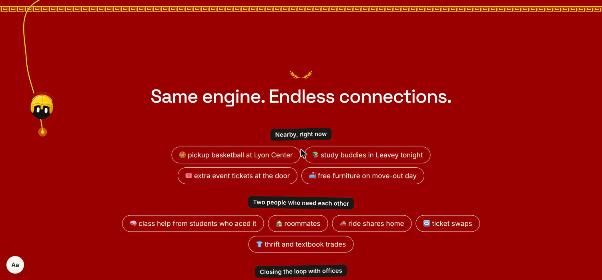 Same engine. Endless connections.
Nearby, right now
pickup basketball at Lyon Center
study buddies in Leavey tonight
extra event tickets at the door
free furniture on move-out day
Two people who need each other
class help from students who aced it
roommates
ride shares home
ticket swaps
thrift and textbook trades
Closing the loop with offices
Aa